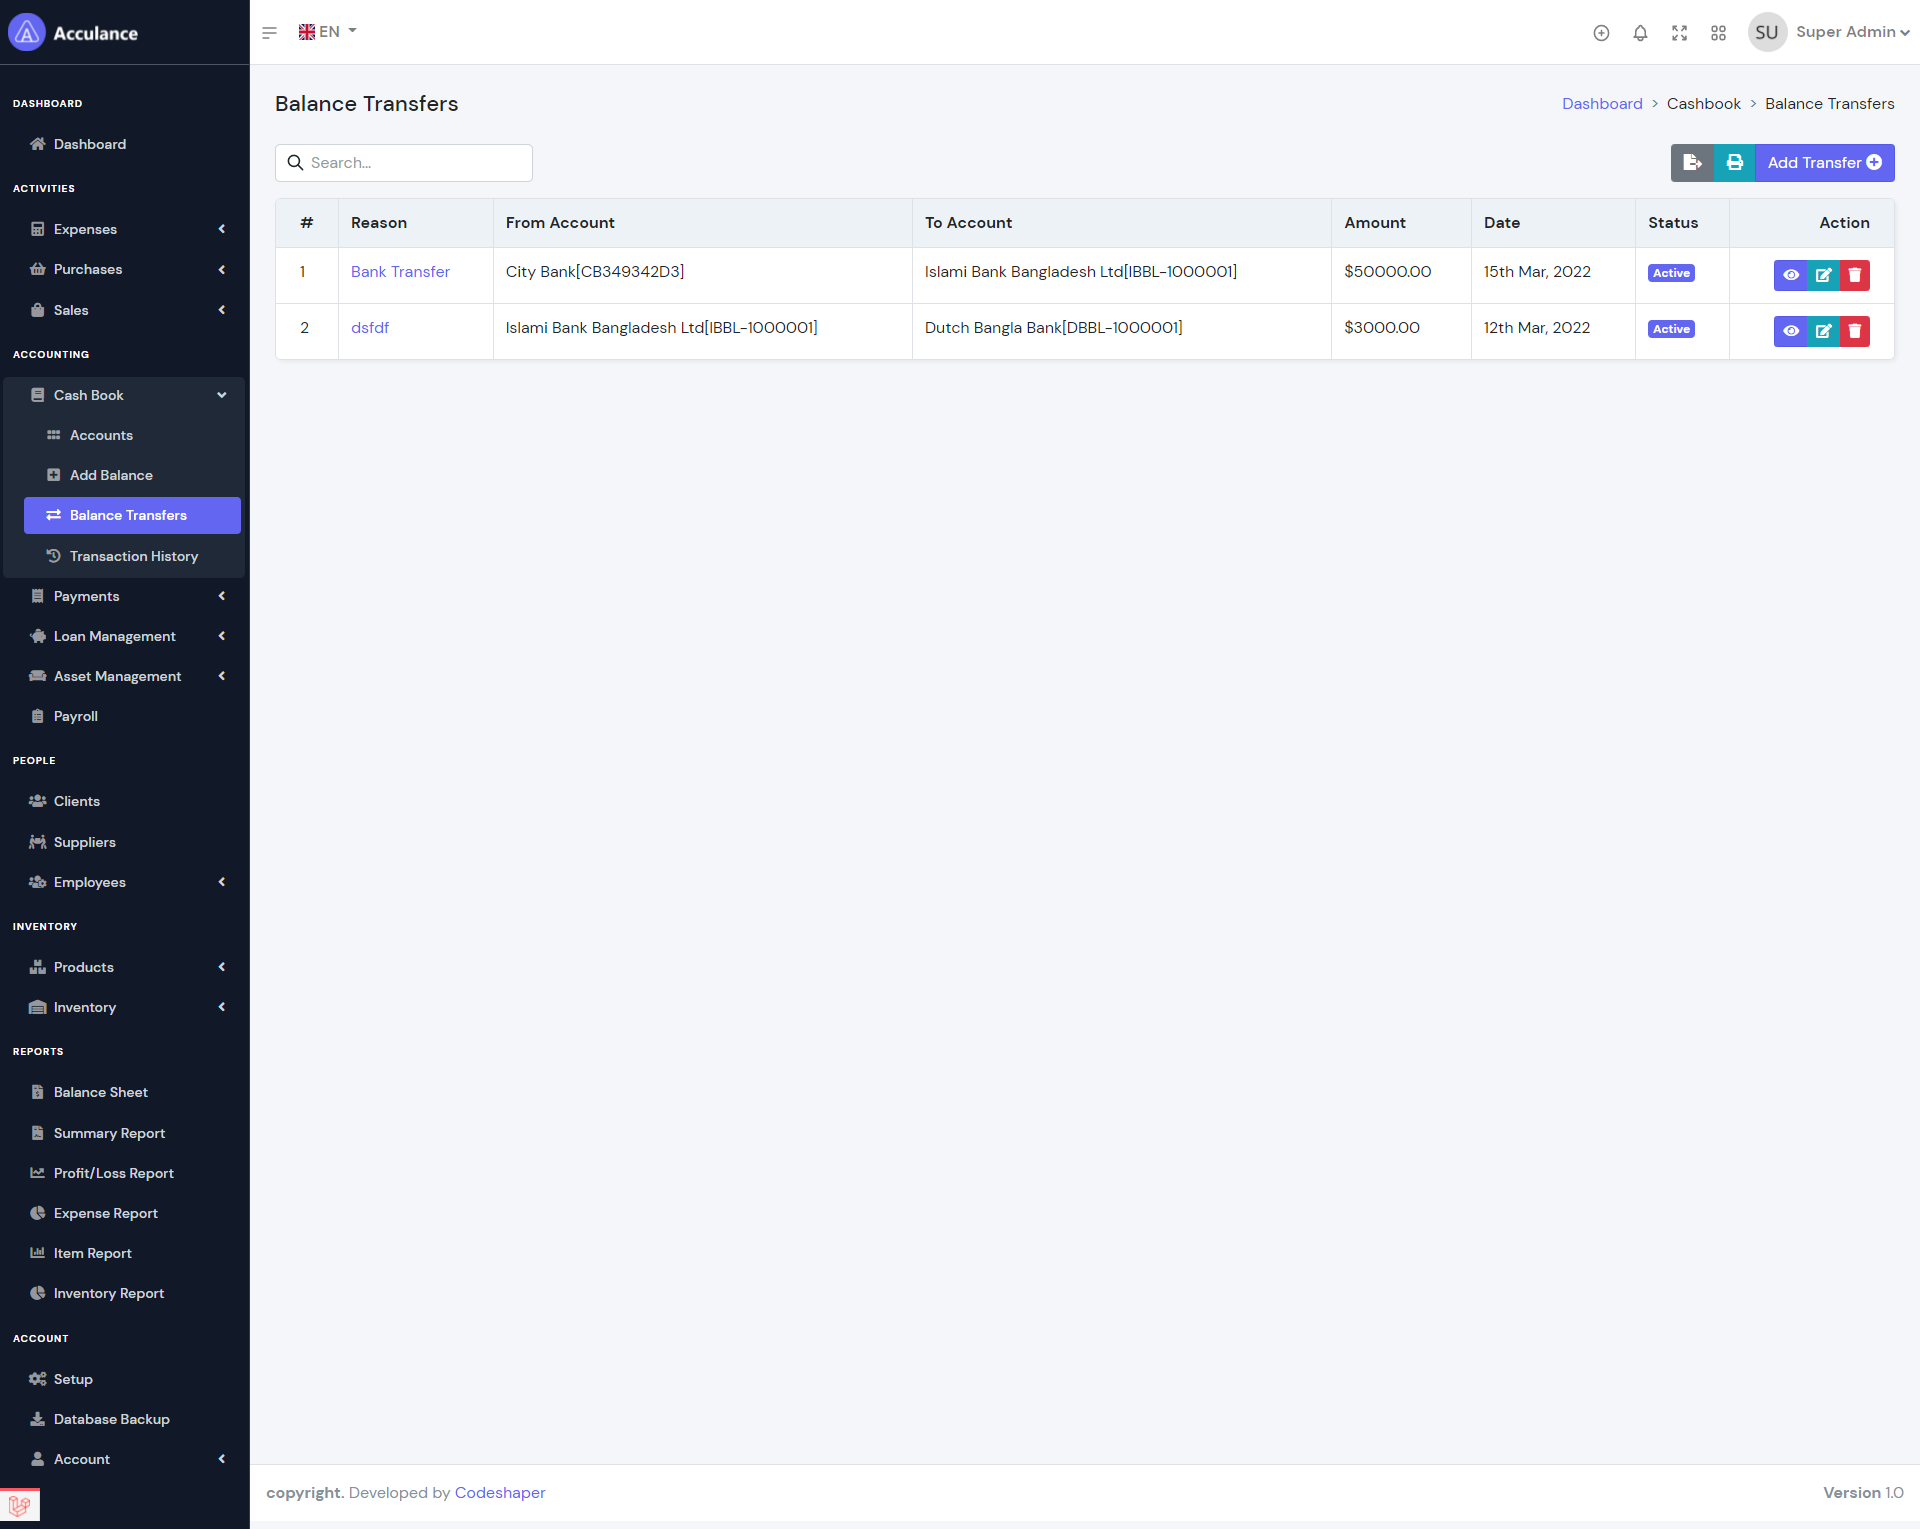 Acculance
EN
SU Super Admin
DASHBOARD
Dashboard
ACTIVITIES
Expenses
Purchases
Sales
ACCOUNTING
Cash Book
Accounts
Add Balance
Balance Transfers
Transaction History
Payments
Loan Management
Asset Management
Payroll
PEOPLE
Clients
Suppliers
Employees
INVENTORY
Products
Inventory
REPORTS
Balance Sheet
Summary Report
Profit/Loss Report
Expense Report
Item Report
Inventory Report
ACCOUNT
Setup
Database Backup
Account
Balance Transfers
Dashboard > Cashbook > Balance Transfers
Search...
Add Transfer
# Reason From Account To Account Amount Date Status Action
1 Bank Transfer City Bank[CB349342D3] Islami Bank Bangladesh Ltd[IBBL-1000001] $50000.00 15th Mar, 2022 Active
2 dsfdf Islami Bank Bangladesh Ltd[IBBL-1000001] Dutch Bangla Bank[DBBL-1000001] $3000.00 12th Mar, 2022 Active
copyright. Developed by Codeshaper
Version 1.0